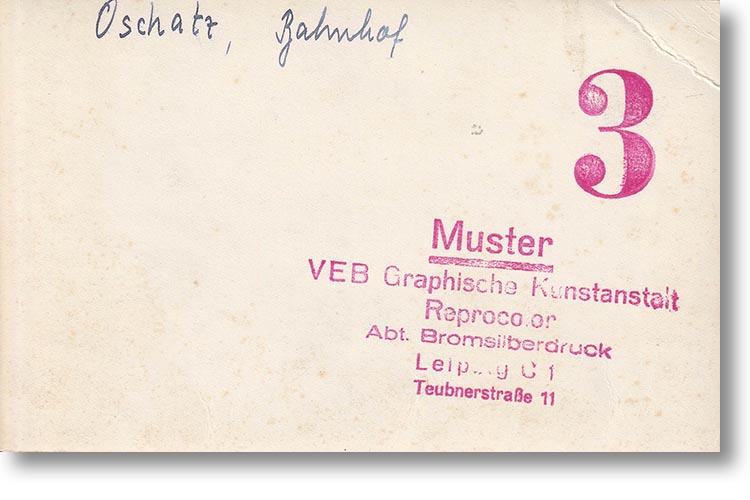 Oschatz, Bahnhof
3
Muster
VEB Graphische Kunstanstalt
Reprocolor
Abt. Bromsilberdruck
Leipzig C 1
Teubnerstraße 11